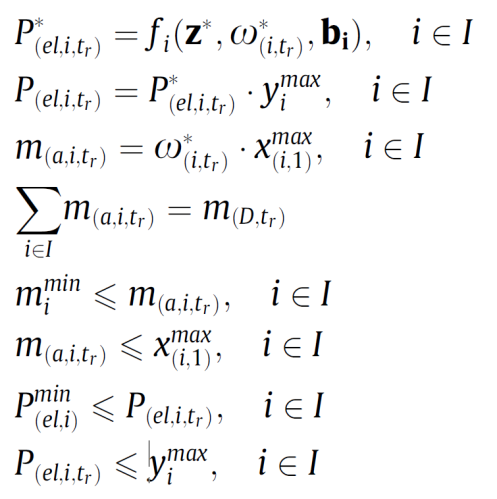 P*_(el,i,t_r) = f_i(z*, ω*_(i,t_r), b_i), i ∈ I
P_(el,i,t_r) = P*_(el,i,t_r) · y_i^max, i ∈ I
m_(a,i,t_r) = ω*_(i,t_r) · x_(i,1)^max, i ∈ I
∑_{i∈I} m_(a,i,t_r) = m_(D,t_r)
m_i^min ⩽ m_(a,i,t_r), i ∈ I
m_(a,i,t_r) ⩽ x_(i,1)^max, i ∈ I
P_(el,i)^min ⩽ P_(el,i,t_r), i ∈ I
P_(el,i,t_r) ⩽ y_i^max, i ∈ I